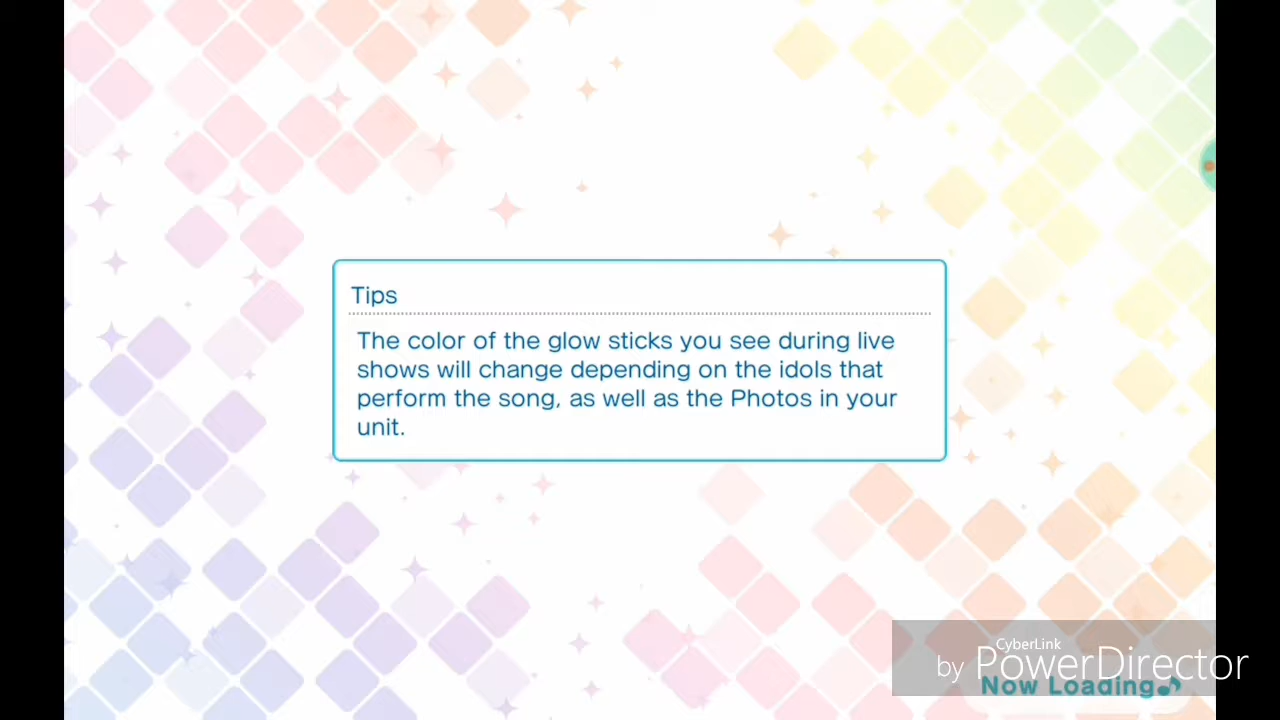 Tips
The color of the glow sticks you see during live
shows will change depending on the idols that
perform the song, as well as the Photos in your
unit.
CyberLink
by PowerDirector
Now Loading♪